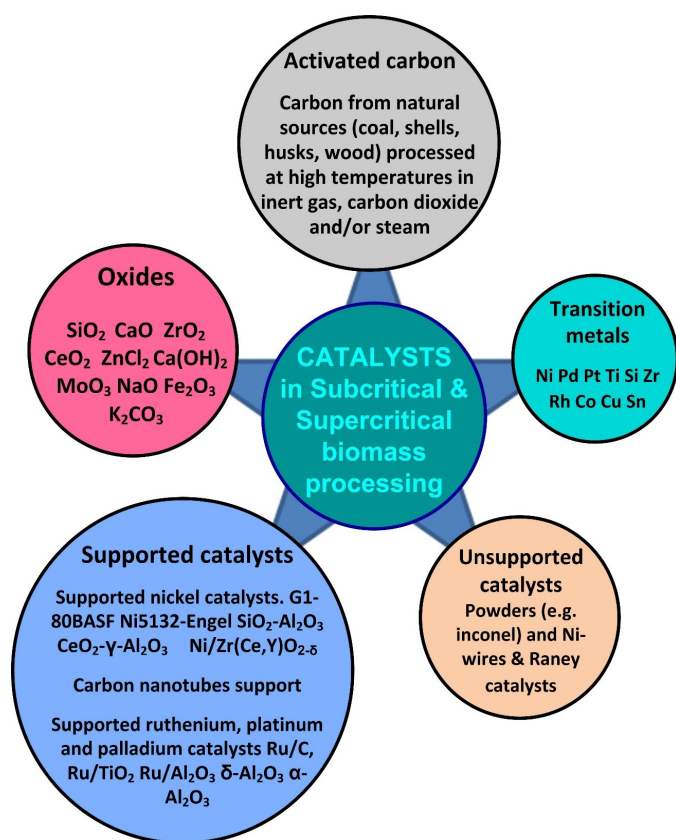 Activated carbon
Carbon from natural
sources (coal, shells,
husks, wood) processed
at high temperatures in
inert gas, carbon dioxide
and/or steam
Oxides
SiO₂ CaO ZrO₂
CeO₂ ZnCl₂ Ca(OH)₂
MoO₃ NaO Fe₂O₃
K₂CO₃
CATALYSTS
in Subcritical &
Supercritical
biomass
processing
Transition
metals
Ni Pd Pt Ti Si Zr
Rh Co Cu Sn
Supported catalysts
Supported nickel catalysts. G1-
80BASF Ni5132-Engel SiO₂-Al₂O₃
CeO₂-γ-Al₂O₃ Ni/Zr(Ce,Y)O₂₋δ
Carbon nanotubes support
Supported ruthenium, platinum
and palladium catalysts Ru/C,
Ru/TiO₂ Ru/Al₂O₃ δ-Al₂O₃ α-
Al₂O₃
Unsupported
catalysts
Powders (e.g.
inconel) and Ni-
wires & Raney
catalysts